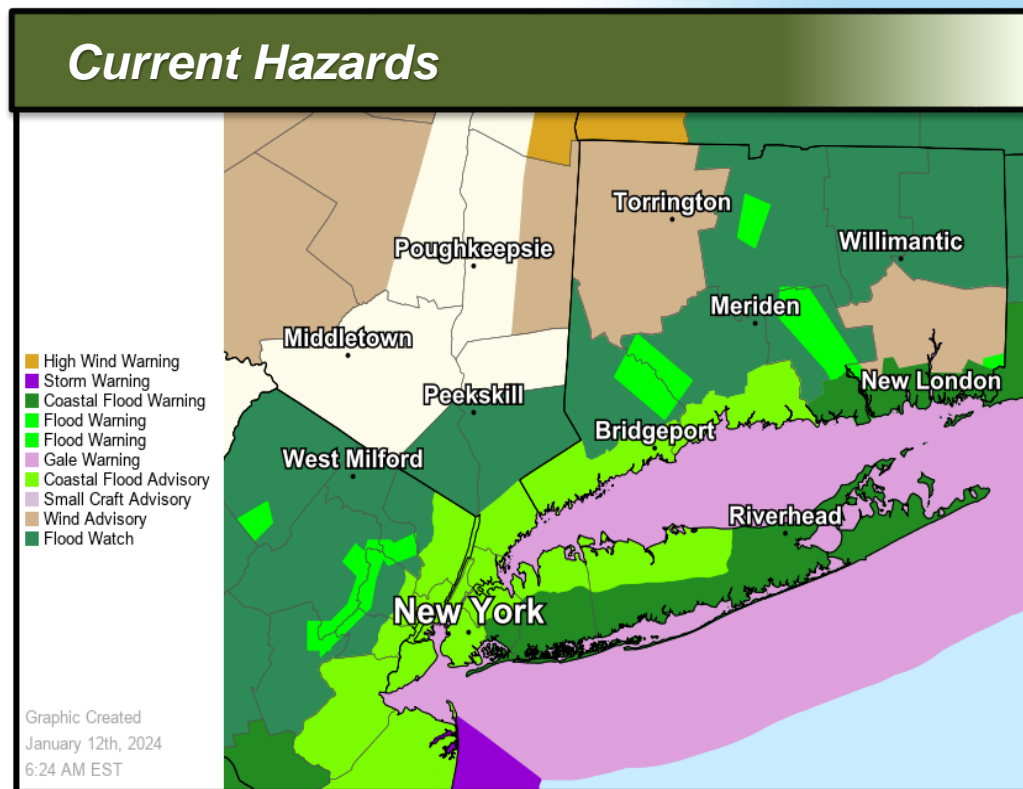 Current Hazards
Torrington
Willimantic
Poughkeepsie
Meriden
Middletown
High Wind Warning
Storm Warning
Coastal Flood Warning
Flood Warning
Flood Warning
Gale Warning
Coastal Flood Advisory
Small Craft Advisory
Wind Advisory
Flood Watch
New London
Peekskill
Bridgeport
West Milford
Riverhead
New York
Graphic Created
January 12th, 2024
6:24 AM EST